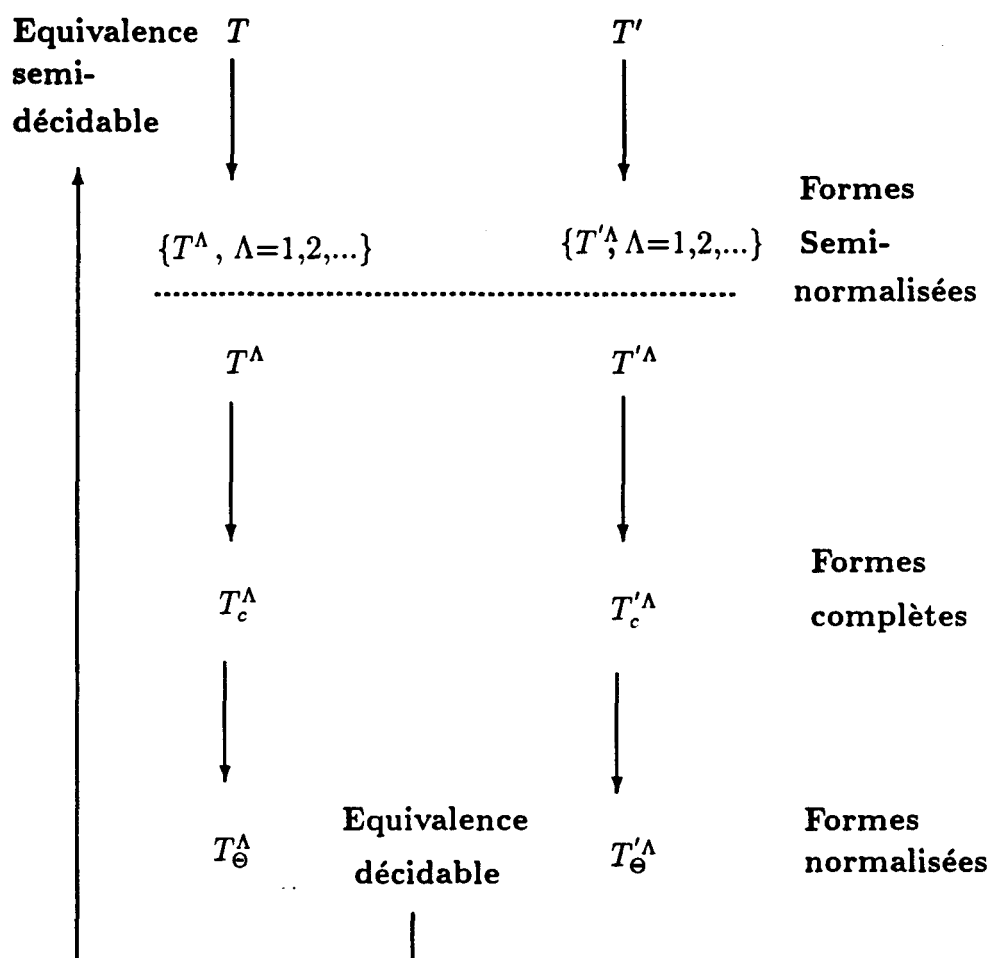 Equivalence T T′
semi-
décidable
Formes
{T^Λ , Λ=1,2,...} {T′^Λ, Λ=1,2,...} Semi-
normalisées
T^Λ T′^Λ
Formes
T_c^Λ T′_c^Λ complètes
Equivalence Formes
T_Θ^Λ décidable T′_Θ^Λ normalisées